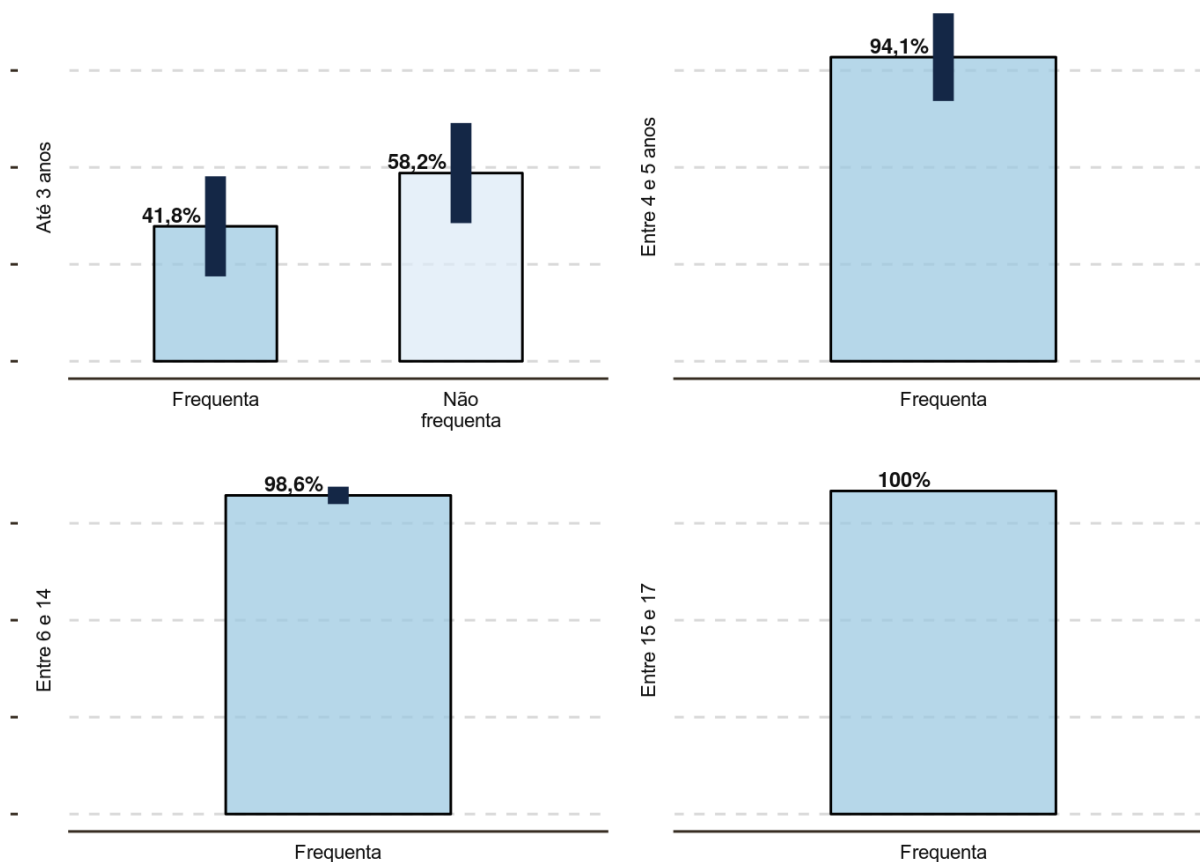 Até 3 anos
41,8%
58,2%
Frequenta
Não
frequenta
Entre 4 e 5 anos
94,1%
Frequenta
Entre 6 e 14
98,6%
Frequenta
Entre 15 e 17
100%
Frequenta